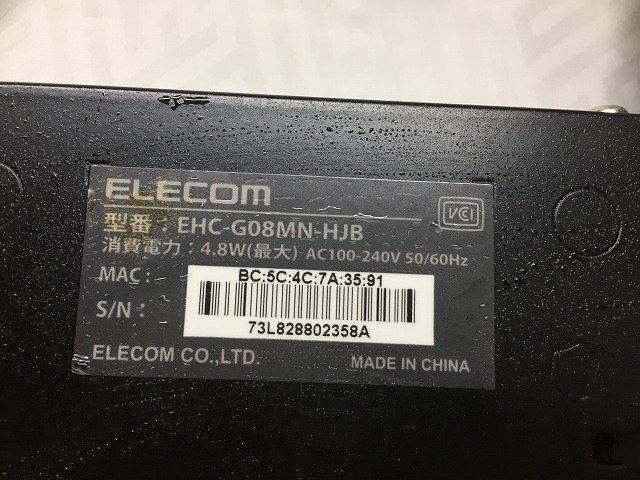 ELECOM
VCCI
型番：EHC-G08MN-HJB
消費電力：4.8W(最大) AC100-240V 50/60Hz
MAC: BC:5C:4C:7A:35:91
S/N: 73L828802358A
ELECOM CO.,LTD. MADE IN CHINA